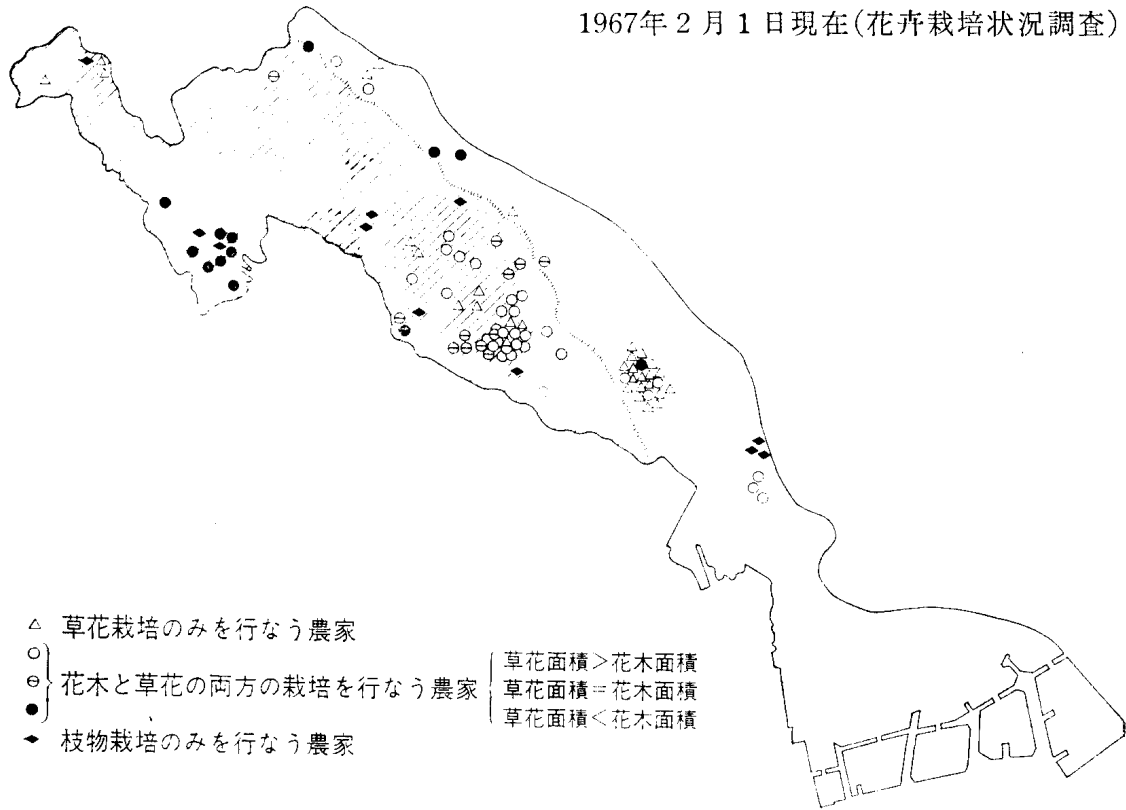 1967年2月1日現在(花卉栽培状況調査)
草花栽培のみを行なう農家
花木と草花の両方の栽培を行なう農家
草花面積>花木面積
草花面積=花木面積
草花面積<花木面積
枝物栽培のみを行なう農家